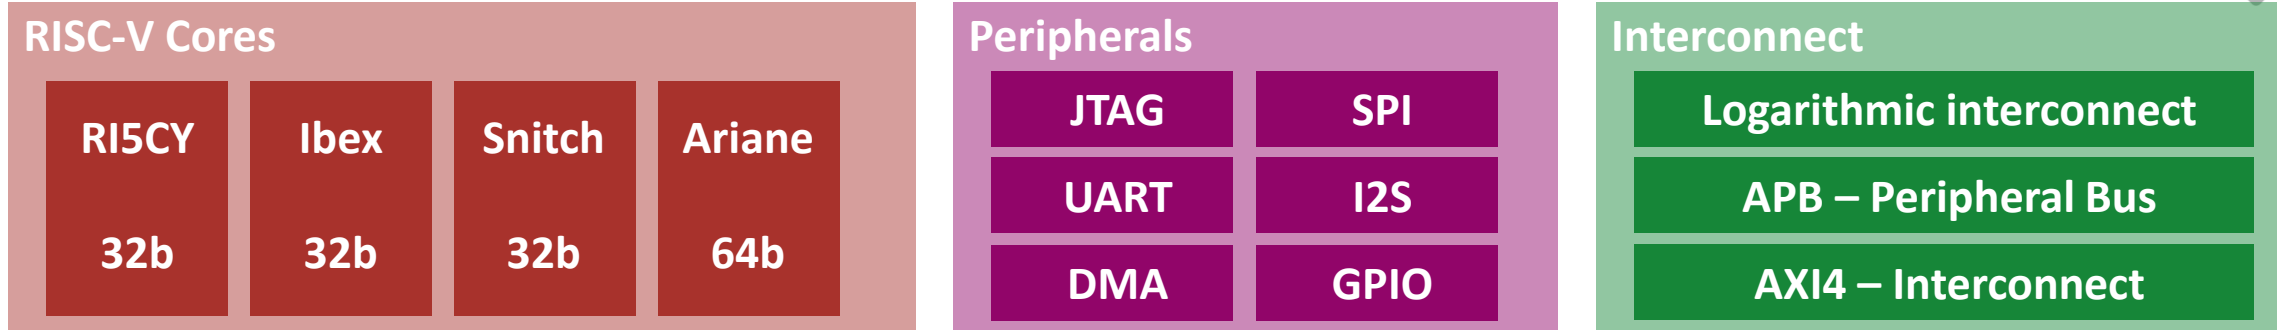 RISC-V Cores
RI5CY
32b
Ibex
32b
Snitch
32b
Ariane
64b
Peripherals
JTAG
SPI
UART
I2S
DMA
GPIO
Interconnect
Logarithmic interconnect
APB – Peripheral Bus
AXI4 – Interconnect